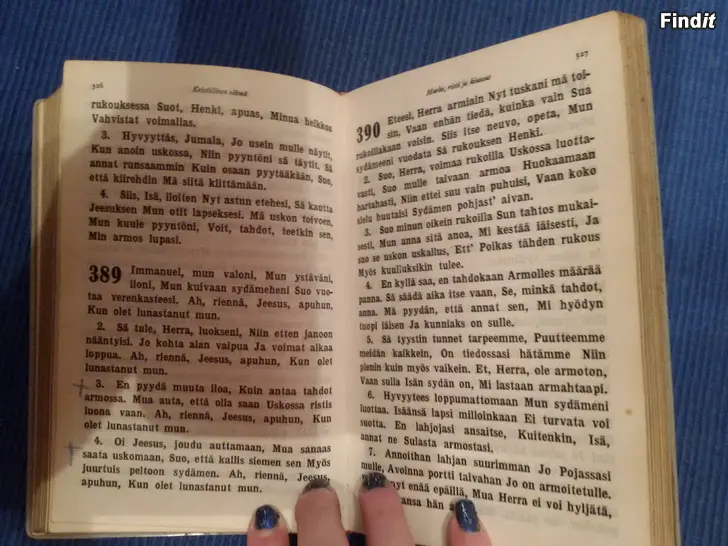 Findit
526
Kristillinen elämä
rukouksessa Suot, Henki, apuas, Minua heikkoa
Vahvistat voimallas.
3. Hyvyyttäs, Jumala, Jo usein mulle näytit,
Kun anoin uskossa, Niin pyyntöni sä täytit. Sä
annat runsaammin Kuin osaan pyytääkään, Suo,
että kiirehdin Mä siitä kiittämään.
4. Siis, Isä, iloiten Nyt astun etehesi, Sä kautta
Jeesuksen Mun otit lapseksesi. Mä uskon toivoen,
Mun kuule pyyntöni, Voit, tahdot, teetkin sen,
Min armos lupasi.
389 Immanuel, mun valoni, Mun ystäväni,
iloni, Mun kuivaan sydämeheni Suo vuo-
taa verenkasteesi. Ah, riennä, Jeesus, apuhun,
Kun olet lunastanut mun.
2. Sä tule, Herra, luokseni, Niin etten janoon
nääntyisi. Jo kohta alan vaipua Ja voimat alkaa
loppua. Ah, riennä, Jeesus, apuhun, Kun olet
lunastanut mun.
3. En pyydä muuta iloa, Kuin antaa tahdot
armossa. Mua auta, että olla saan Uskossa ristis
luona vaan. Ah, riennä, Jeesus, apuhun, Kun
olet lunastanut mun.
4. Oi Jeesus, joudu auttamaan, Mua sanaas
saata uskomaan, Suo, että kallis siemen sen Myös
juurtuis peltoon sydämen. Ah, riennä, Jeesus,
apuhun, Kun olet lunastanut mun.
527
Murhe, risti ja kiusaus
390 Eteesi, Herra armiain Nyt tuskani mä toi-
sin, Vaan enhän tiedä, kuinka vain Sua
rukoillakaan voisin. Siis itse neuvo, opeta, Mun
sydämeeni vuodata Sä rukouksen Henki.
2. Suo, Herra, voimaa rukoilla Uskossa luotta-
vasti, Suo mulle taivaan armoa Huokaamaan
hartahasti, Niin ettei suu vain puhuisi, Vaan koko
sielu huutaisi Sydämen pohjast' aivan.
3. Suo minun oikein rukoilla Sun tahtos mukai-
sesti, Mun anna sitä anoa, Mi kestää iäisesti, Ja
suo se uskon uskallus, Ett' Poikas tähden rukous
Myös kuulluksikin tulee.
4. En kyllä saa, en tahdokaan Armolles määrää
panna. Sä säädä aika itse vaan, Se, minkä tahdot,
anna. Mä pyydän, että annat sen, Mi hyödyn
tuopi iäisen Ja kunniaks on sulle.
5. Sä tyystin tunnet tarpeemme, Puutteemme
meidän kaikkein, On tiedossasi hätämme Niin
pienin kuin myös vaikein. Et, Herra, ole armoton,
Vaan sulla Isän sydän on, Mi lastaan armahtaapi.
6. Hyvyytees loppumattomaan Mun sydämeni
luottaa. Isäänsä lapsi milloinkaan Ei turvata voi
suotta. En lahjojasi ansaitse, Kuitenkin, Isä,
annat ne Sulasta armostasi.
7. Annoithan lahjan suurimman Jo Pojassasi
mulle, Avoinna portti taivahan Jo on armoitetulle.
nyt enää epäillä, Mua Herra ei voi hyljätä,
ansa hän